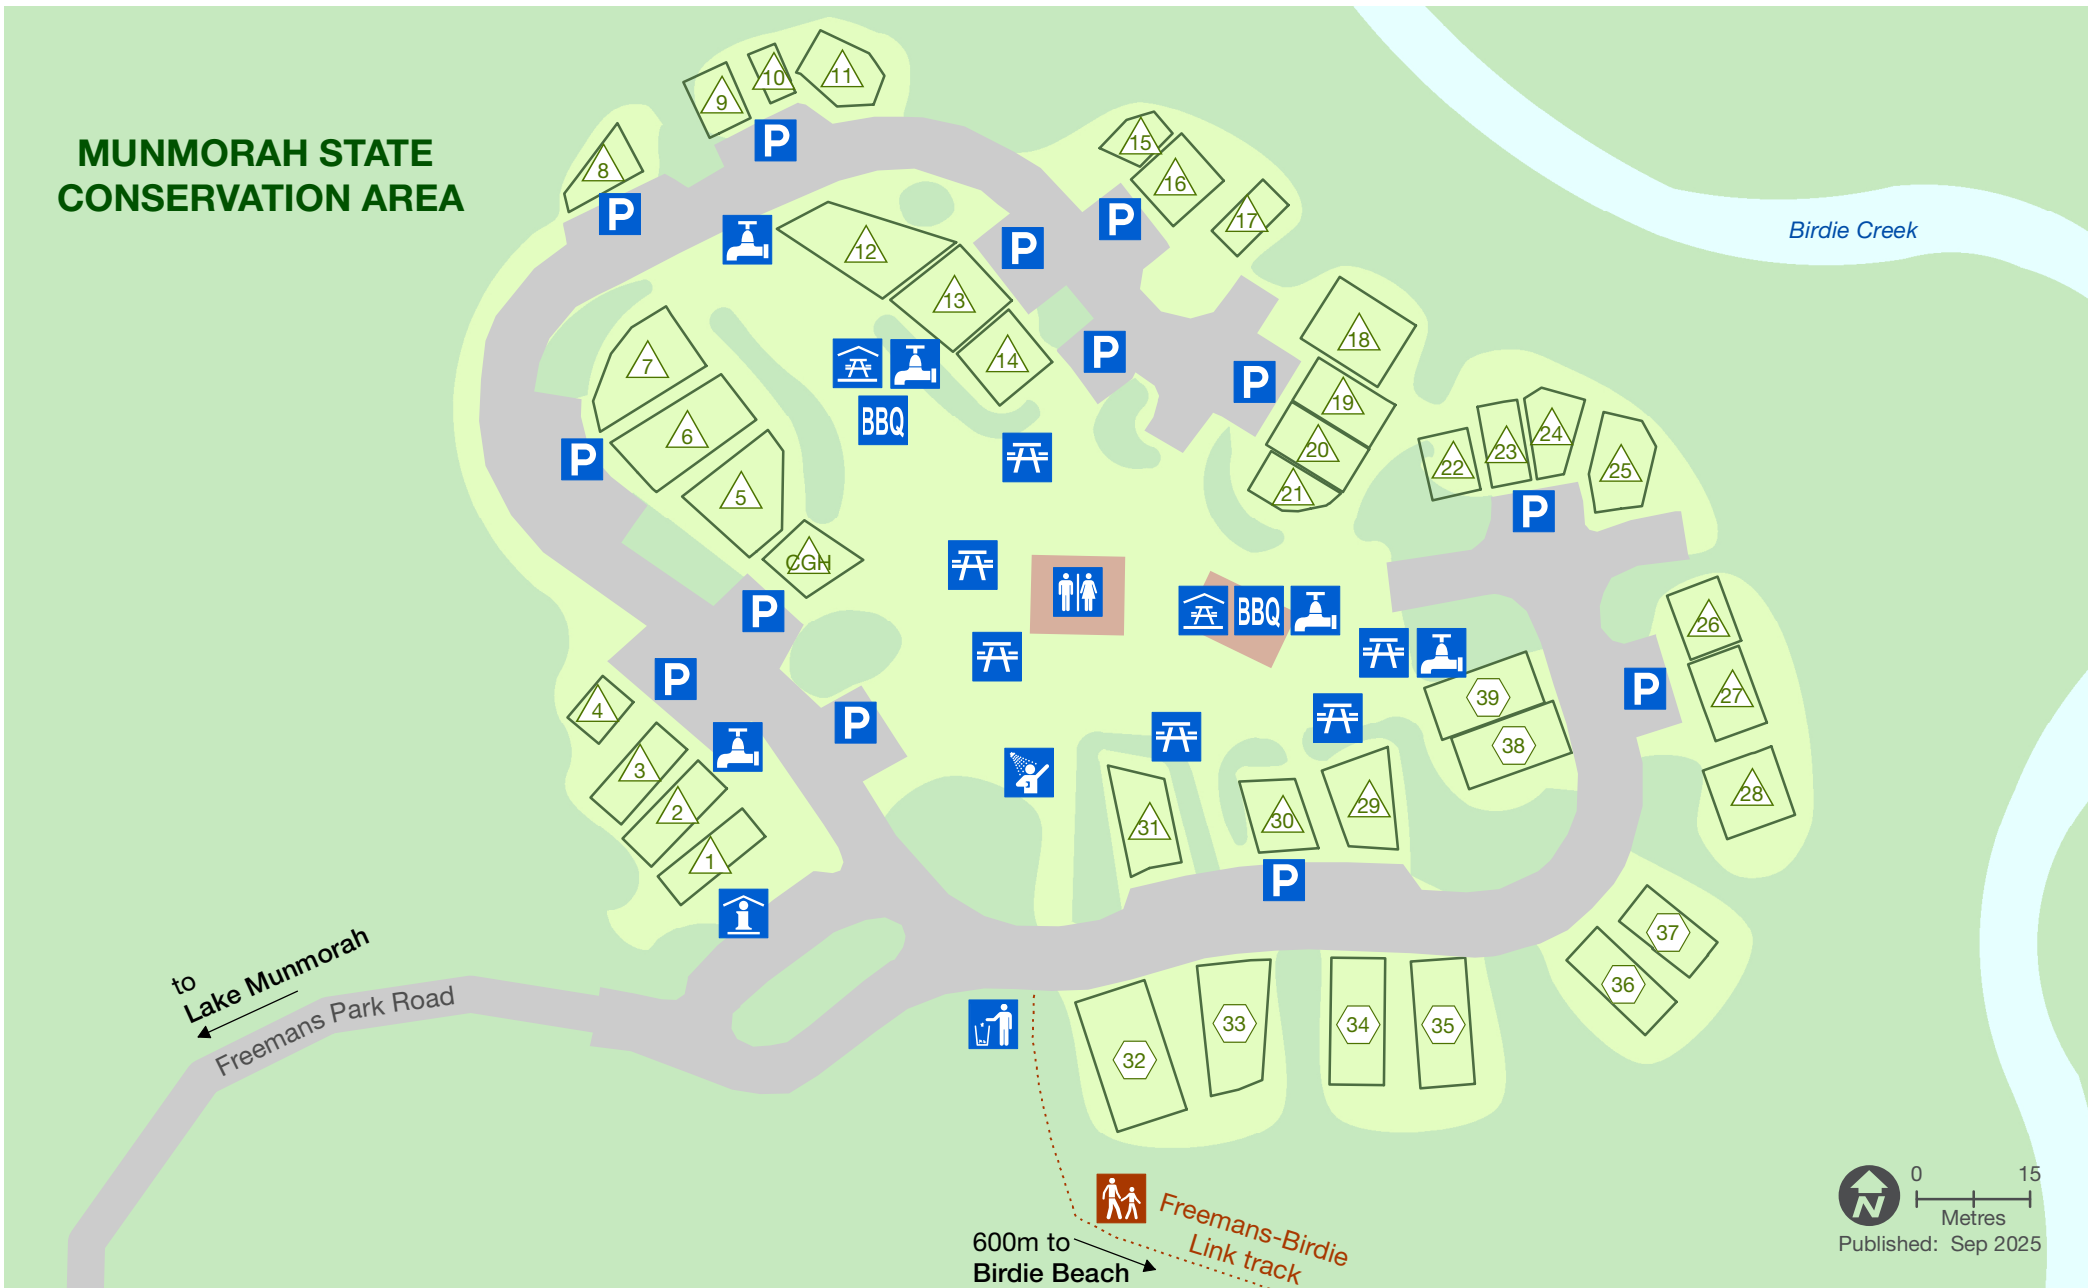 MUNMORAH STATE
CONSERVATION AREA
Birdie Creek
11
10
9
P
8
P
15
16
17
P
P
12
13
14
18
19
20
21
P
P
7
6
5
CGH
P
BBQ
22
23
24
25
P
P
P
P
4
3
2
1
BBQ
26
27
28
P
39
38
31
30
29
P
37
36
32
33
34
35
to
Lake Munmorah
Freemans Park Road
Freemans-Birdie
Link track
600m to
Birdie Beach
N
0 15
Metres
Published: Sep 2025